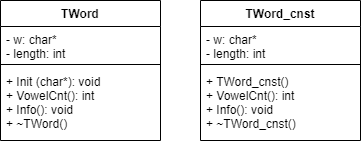 TWord
- w: char*
- length: int
+ Init (char*): void
+ VowelCnt(): int
+ Info(): void
+ ~TWord()
TWord_cnst
- w: char*
- length: int
+ TWord_cnst()
+ VowelCnt(): int
+ Info(): void
+ ~TWord_cnst()